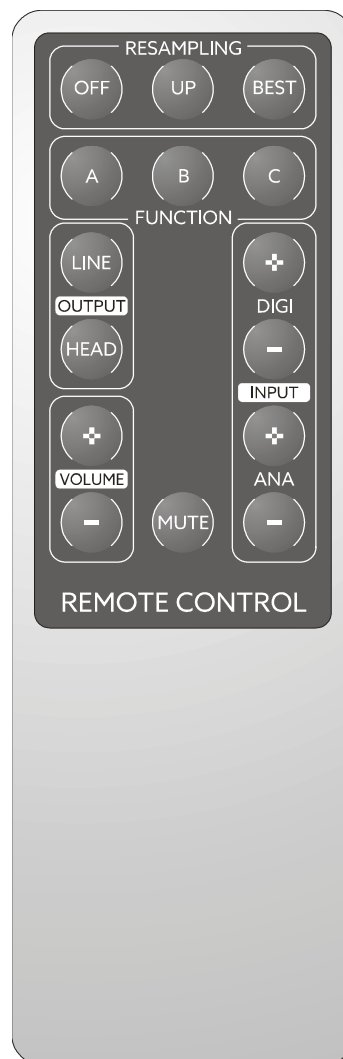 RESAMPLING
OFF UP BEST
A B C
FUNCTION
LINE
OUTPUT
HEAD
+
DIGI
-
INPUT
+
ANA
-
+
VOLUME
-
MUTE
REMOTE CONTROL